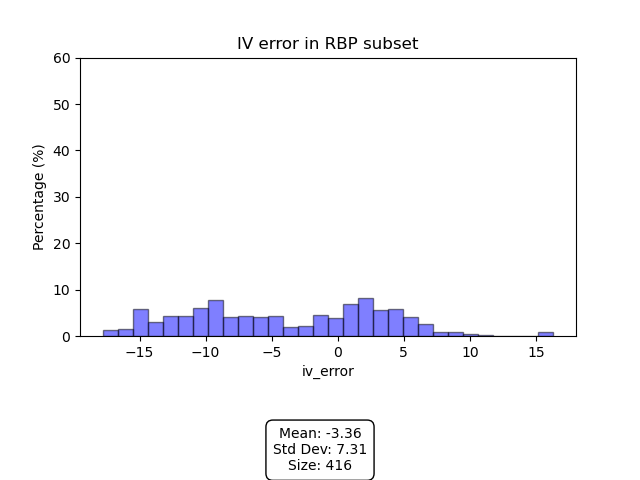 IV error in RBP subset
60
50
40
30
20
10
0
Percentage (%)
−15 −10 −5 0 5 10 15
iv_error
Mean: -3.36
Std Dev: 7.31
Size: 416